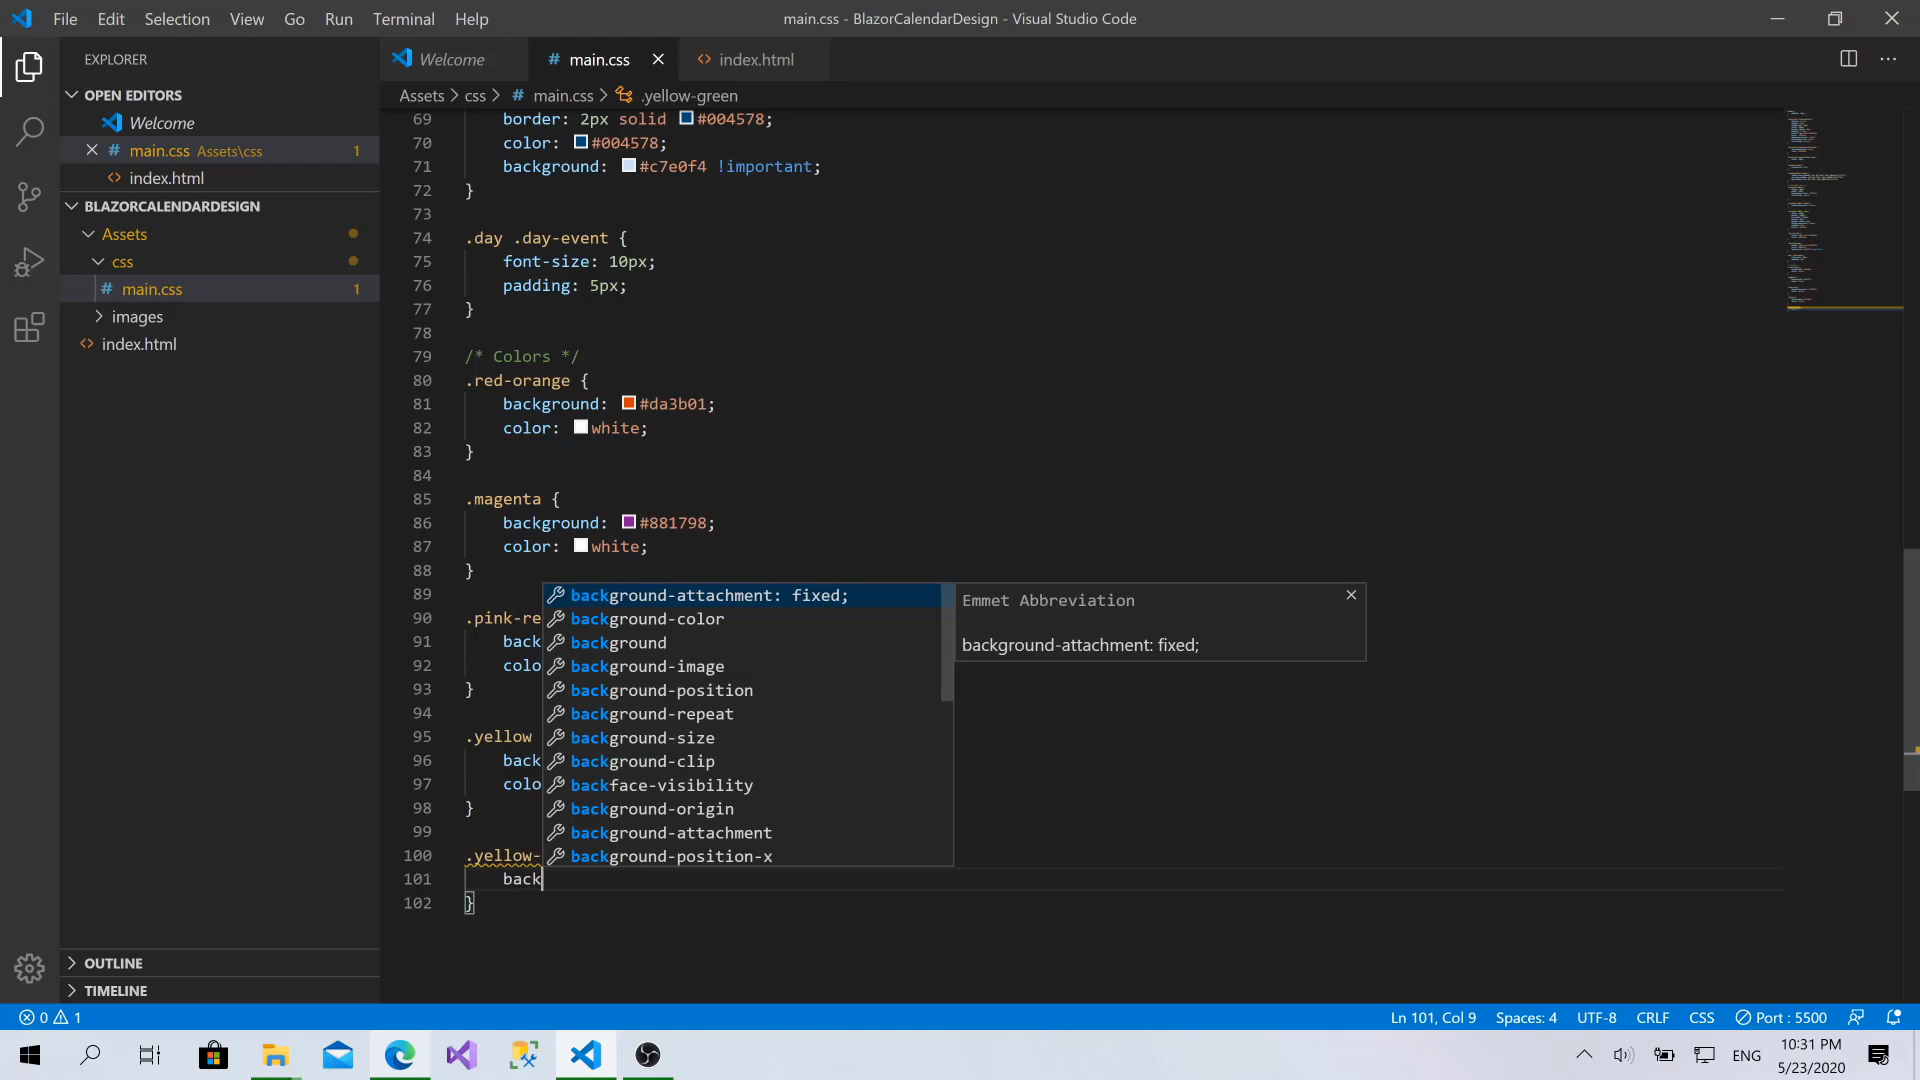 File Edit Selection View Go Run Terminal Help
main.css - BlazorCalendarDesign - Visual Studio Code
EXPLORER
OPEN EDITORS
Welcome
main.css Assets\css 1
index.html
BLAZORCALENDARDESIGN
Assets
css
main.css 1
images
index.html
OUTLINE
TIMELINE
Welcome
main.css
index.html
Assets > css > # main.css > .yellow-green
69 border: 2px solid #004578;
70 color: #004578;
71 background: #c7e0f4 !important;
72 }
73
74 .day .day-event {
75 font-size: 10px;
76 padding: 5px;
77 }
78
79 /* Colors */
80 .red-orange {
81 background: #da3b01;
82 color: white;
83 }
84
85 .magenta {
86 background: #881798;
87 color: white;
88 }
89
90 .pink-re
91 back
92 colo
93 }
94
95 .yellow
96 back
97 colo
98 }
99
100 .yellow-
101 back
102 }
background-attachment: fixed;
background-color
background
background-image
background-position
background-repeat
background-size
background-clip
backface-visibility
background-origin
background-attachment
background-position-x
Emmet Abbreviation
background-attachment: fixed;
0 1
Ln 101, Col 9 Spaces: 4 UTF-8 CRLF CSS Port : 5500
ENG
10:31 PM
5/23/2020